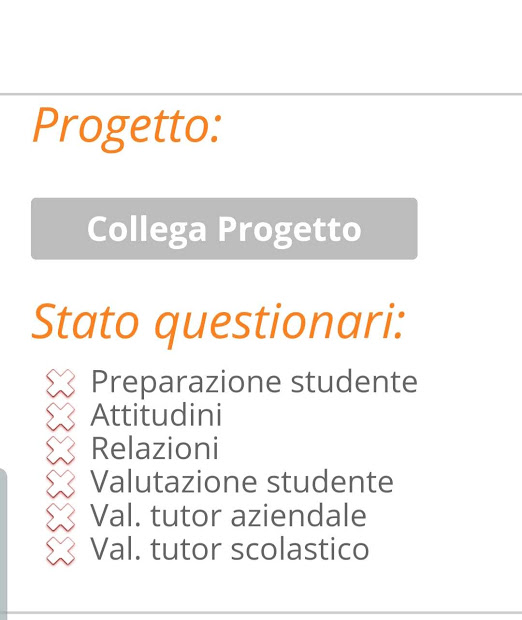 Progetto:
Collega Progetto
Stato questionari:
Preparazione studente
Attitudini
Relazioni
Valutazione studente
Val. tutor aziendale
Val. tutor scolastico